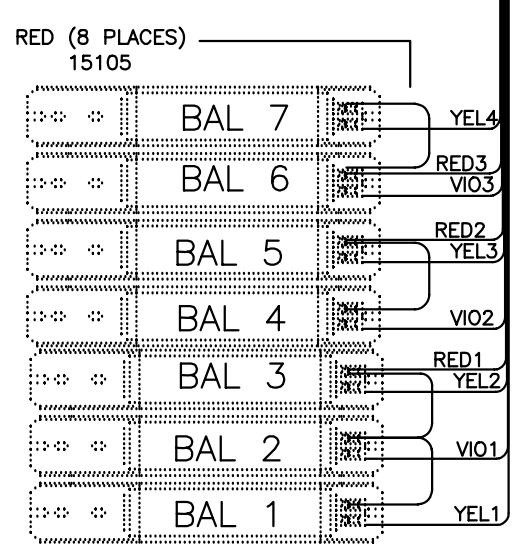 RED (8 PLACES)
15105
BAL 7
YEL4
BAL 6
RED3
VIO3
BAL 5
RED2
YEL3
BAL 4
VIO2
BAL 3
RED1
YEL2
BAL 2
VIO1
BAL 1
YEL1